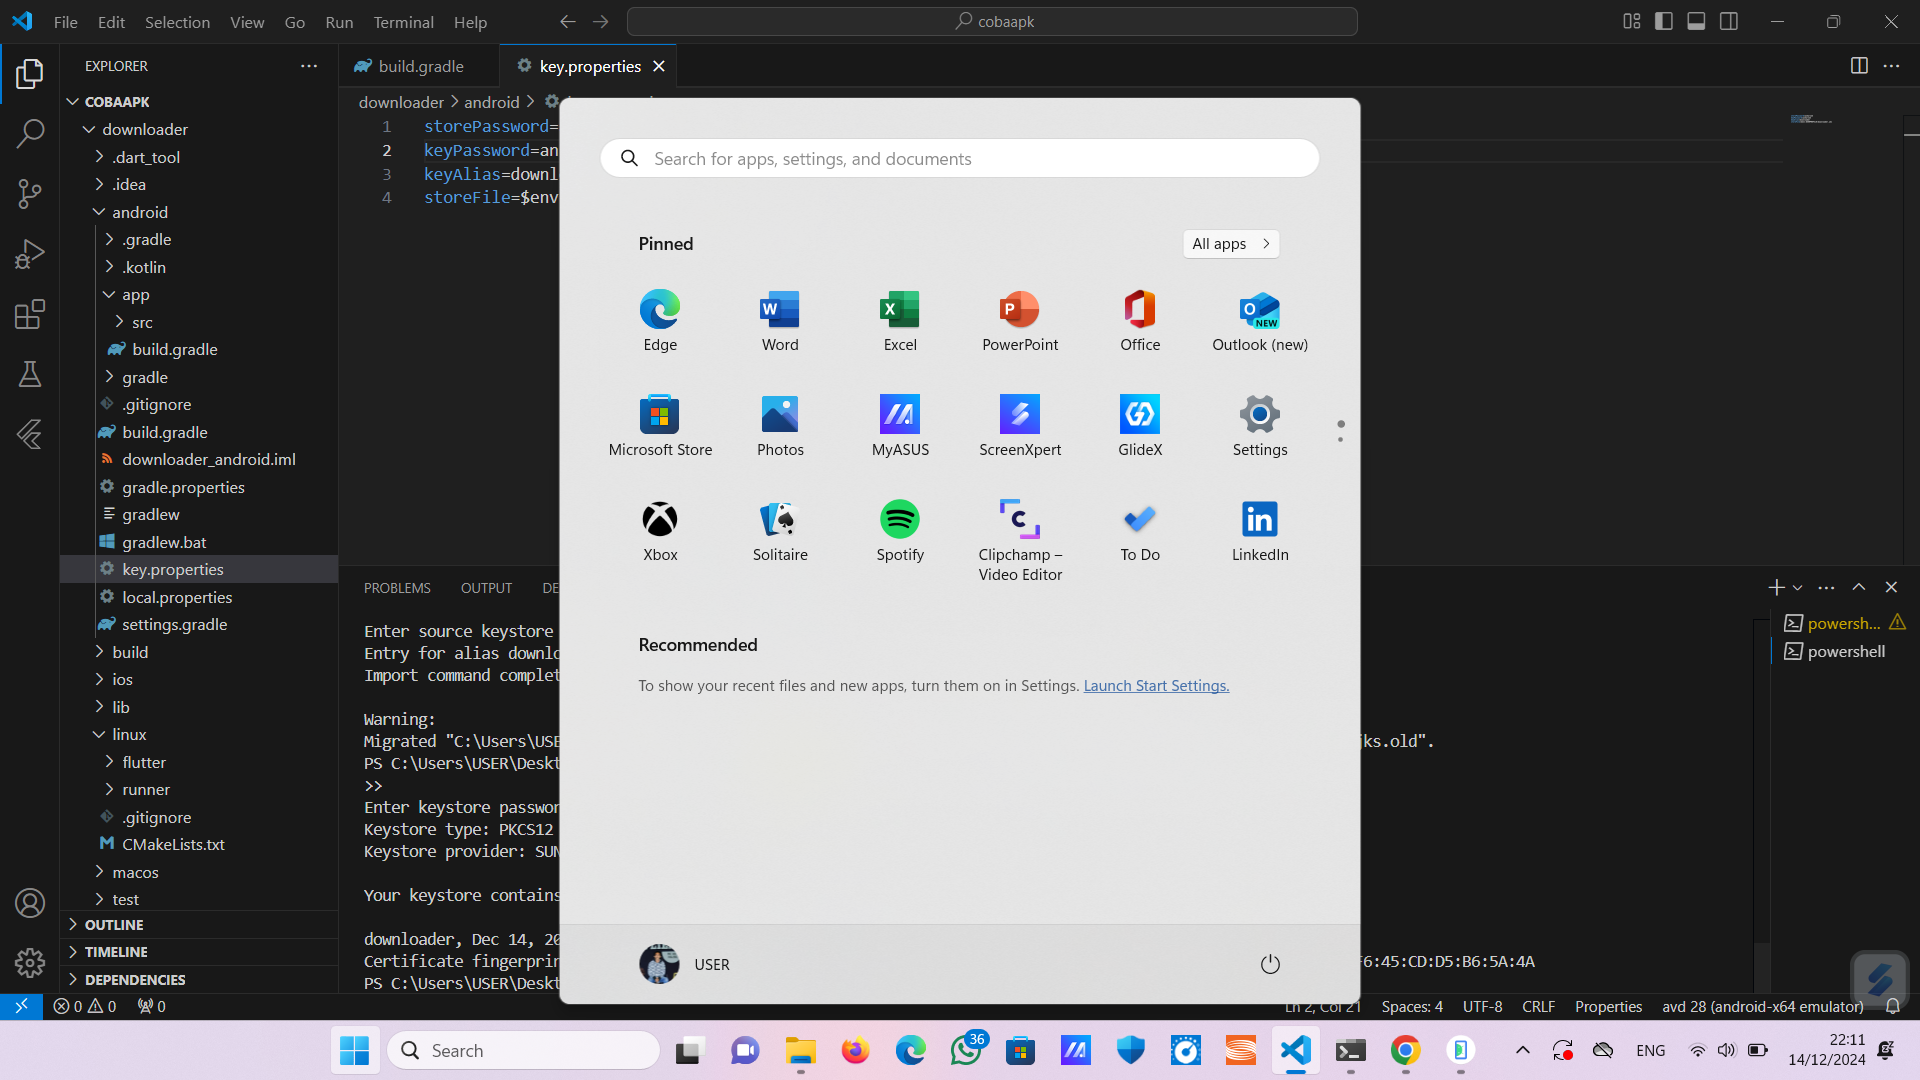 File Edit Selection View Go Run Terminal Help
cobaapk
EXPLORER
COBAAPK
downloader
.dart_tool
.idea
android
.gradle
.kotlin
app
src
build.gradle
gradle
.gitignore
build.gradle
downloader_android.iml
gradle.properties
gradlew
gradlew.bat
key.properties
local.properties
settings.gradle
build
ios
lib
linux
flutter
runner
.gitignore
CMakeLists.txt
macos
test
OUTLINE
TIMELINE
DEPENDENCIES
build.gradle
key.properties
downloader > android >
1 storePassword=
2 keyPassword=an
3 keyAlias=downl
4 storeFile=$env
PROBLEMS OUTPUT DE
Enter source keystore
Entry for alias downlo
Import command complet
Warning:
Migrated "C:\Users\USE jks.old".
PS C:\Users\USER\Deskt
>>
Enter keystore passwor
Keystore type: PKCS12
Keystore provider: SUN
Your keystore contains
downloader, Dec 14, 20
Certificate fingerprin F6:45:CD:D5:B6:5A:4A
PS C:\Users\USER\Deskt
powersh...
powershell
Search for apps, settings, and documents
Pinned
All apps
Edge
Word
Excel
PowerPoint
Office
Outlook (new)
NEW
Microsoft Store
Photos
MyASUS
ScreenXpert
GlideX
Settings
Xbox
Solitaire
Spotify
Clipchamp –
Video Editor
To Do
LinkedIn
Recommended
To show your recent files and new apps, turn them on in Settings. Launch Start Settings.
USER
0 0 0
Ln 2, Col 21 Spaces: 4 UTF-8 CRLF Properties avd 28 (android-x64 emulator)
Search
36
ENG
22:11
14/12/2024